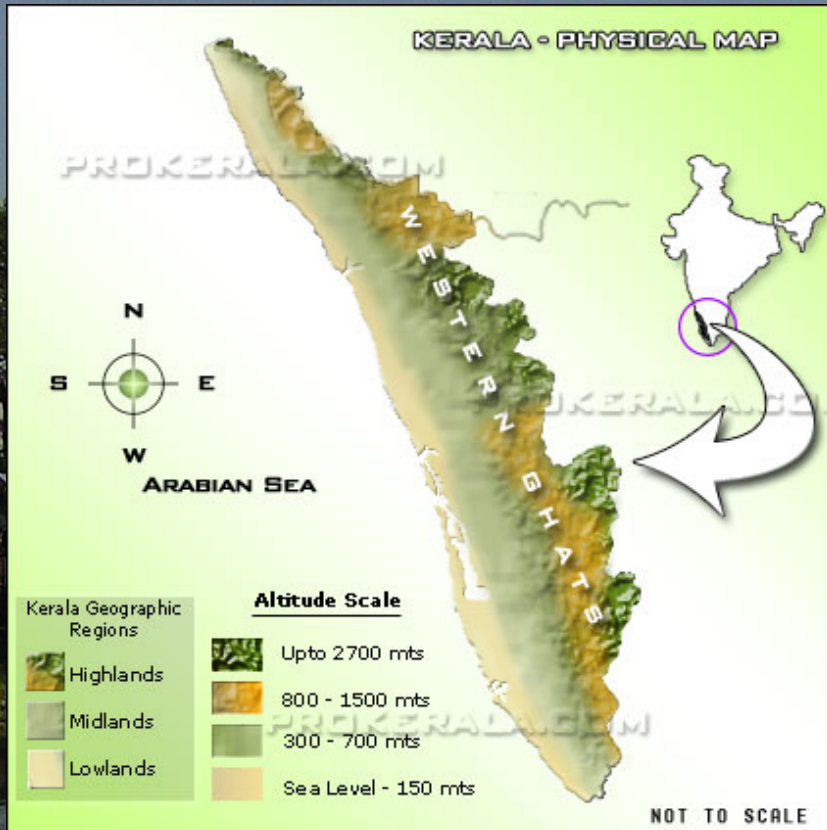 KERALA - PHYSICAL MAP
PROKERALA.COM
WESTERN GHATS
N
S E
W
PROKERALA.CO
ARABIAN SEA
Kerala Geographic
Regions
Highlands
Midlands
Lowlands
Altitude Scale
Upto 2700 mts
800 - 1500 mts
PROKERALA.COM
300 - 700 mts
Sea Level - 150 mts
NOT TO SCALE